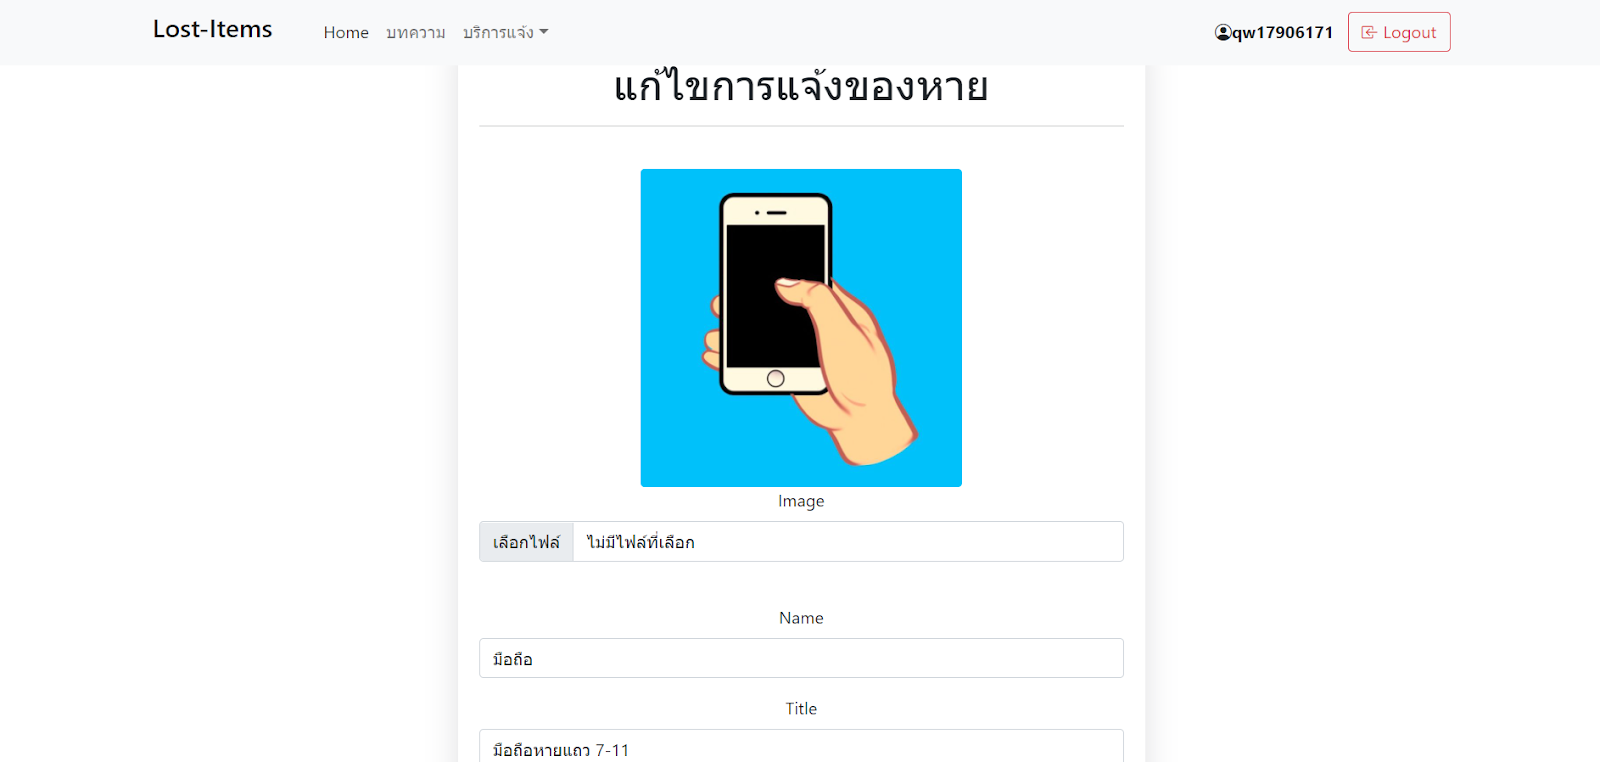 Lost-Items Home บทความ บริการแจ้ง qw17906171 Logout
แก้ไขการแจ้งของหาย
Image
เลือกไฟล์ ไม่มีไฟล์ที่เลือก
Name
มือถือ
Title
มือถือหายแถว 7-11